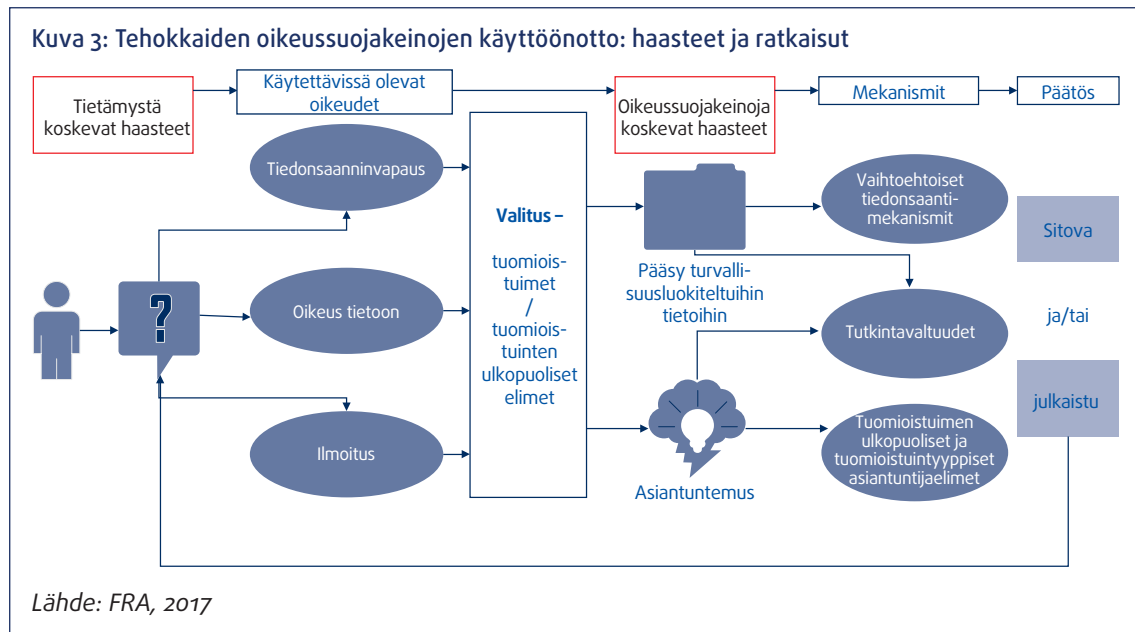 Kuva 3: Tehokkaiden oikeussuojakeinojen käyttöönotto: haasteet ja ratkaisut
Tietämystä
koskevat haasteet
Käytettävissä olevat
oikeudet
Oikeussuojakeinoja
koskevat haasteet
Mekanismit
Päätös
Tiedonsaanninvapaus
?
Oikeus tietoon
Ilmoitus
Valitus –
tuomiois-
tuimet
/
tuomiois-
tuinten
ulkopuoliset
elimet
Pääsy turvalli-
suusluokiteltuihin
tietoihin
Asiantuntemus
Vaihtoehtoiset
tiedonsaanti-
mekanismit
Tutkintavaltuudet
Tuomioistuimen
ulkopuoliset ja
tuomioistuintyyppiset
asiantuntijaelimet
Sitova
ja/tai
julkaistu
Lähde: FRA, 2017